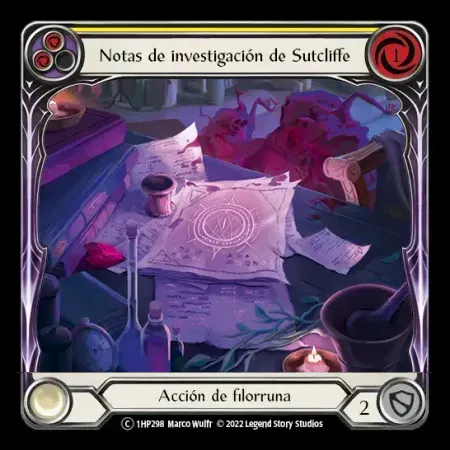 Notas de investigación de Sutcliffe
1
Acción de filorruna
2
C 1HP298 Marco Wulfr © 2022 Legend Story Studios